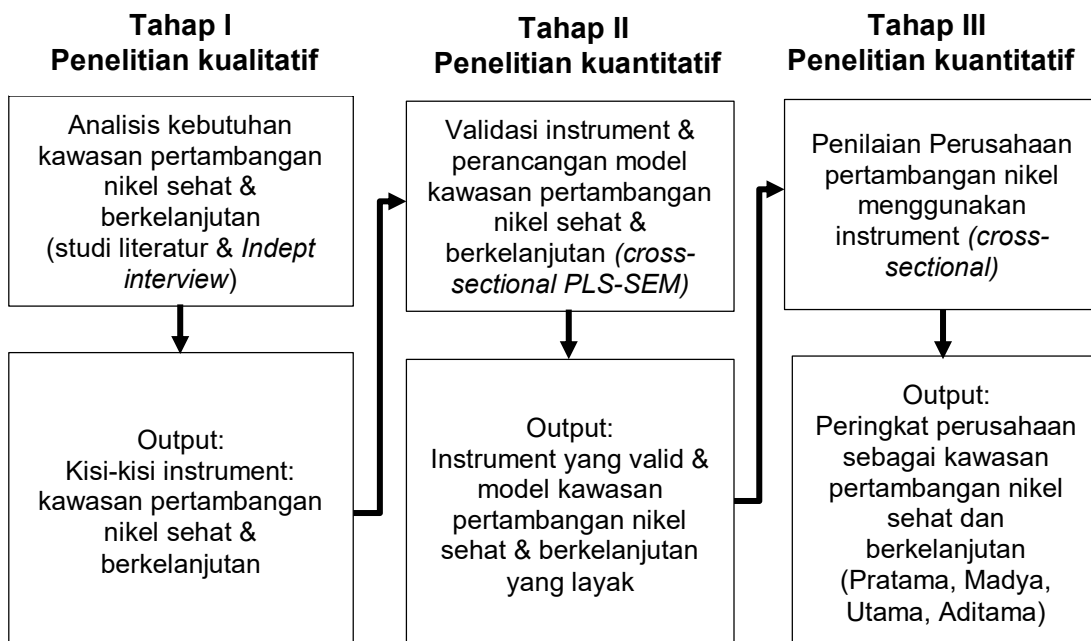 Tahap I
Penelitian kualitatif
Analisis kebutuhan
kawasan pertambangan
nikel sehat &
berkelanjutan
(studi literatur & Indept
interview)
Output:
Kisi-kisi instrument:
kawasan pertambangan
nikel sehat &
berkelanjutan
Tahap II
Penelitian kuantitatif
Validasi instrument &
perancangan model
kawasan pertambangan
nikel sehat &
berkelanjutan (cross-
sectional PLS-SEM)
Output:
Instrument yang valid &
model kawasan
pertambangan nikel
sehat & berkelanjutan
yang layak
Tahap III
Penelitian kuantitatif
Penilaian Perusahaan
pertambangan nikel
menggunakan
instrument (cross-
sectional)
Output:
Peringkat perusahaan
sebagai kawasan
pertambangan nikel
sehat dan
berkelanjutan
(Pratama, Madya,
Utama, Aditama)